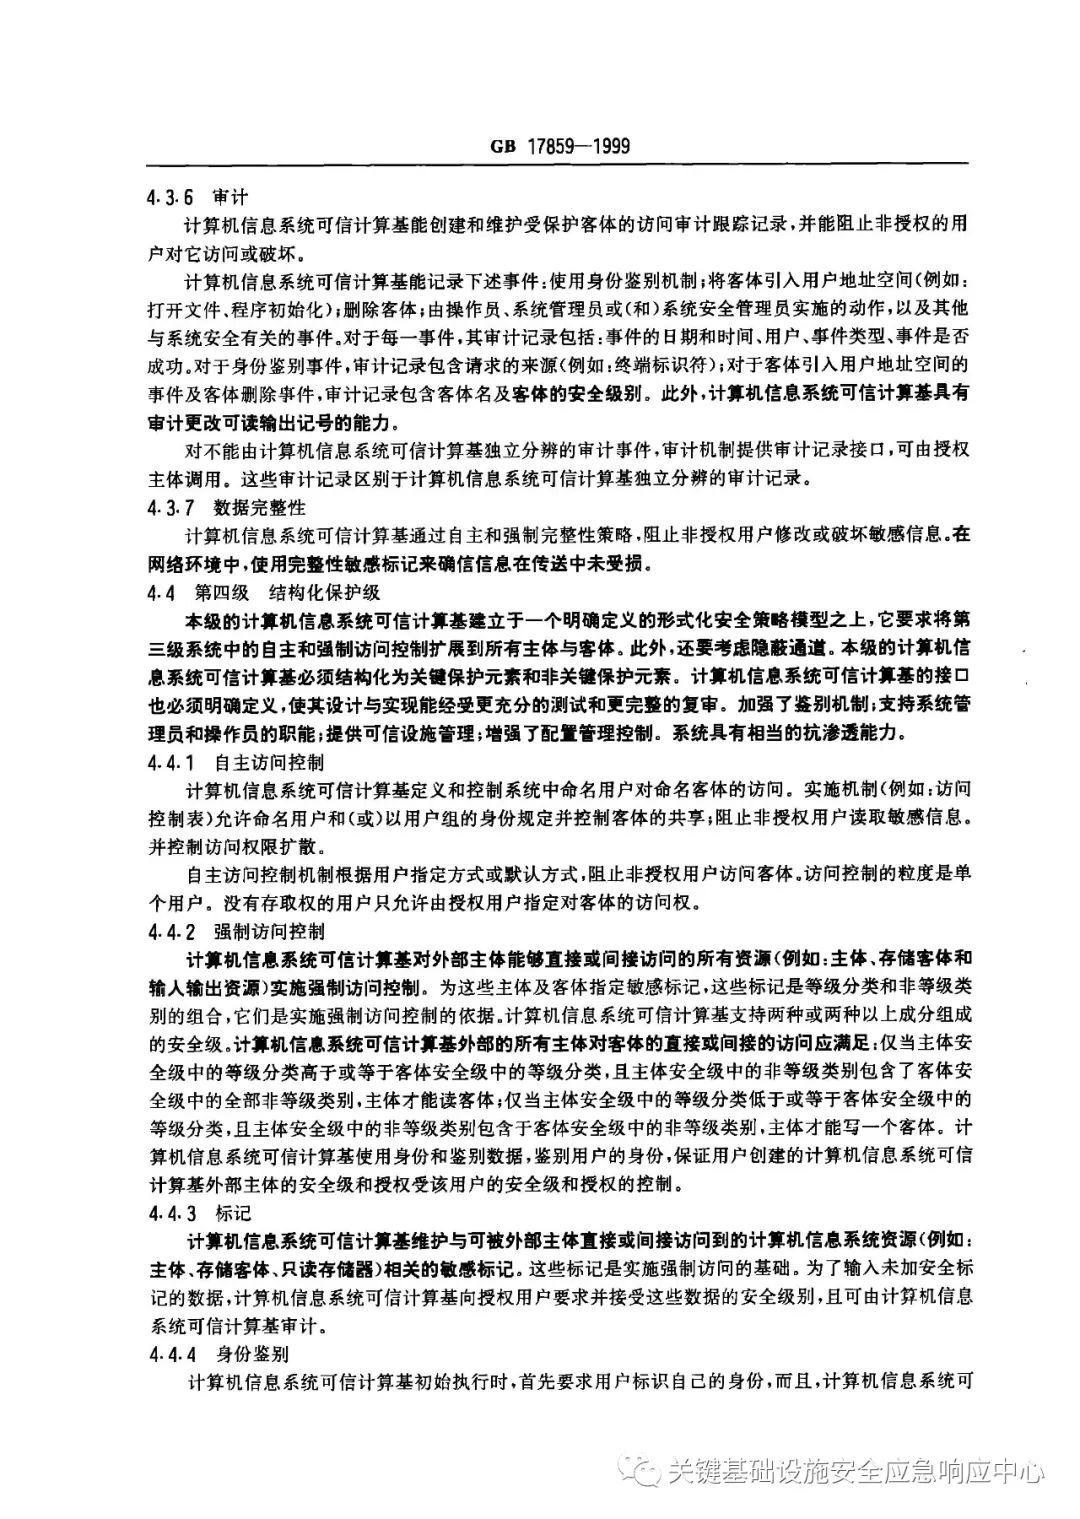 GB 17859—1999
4.3.6 审计
计算机信息系统可信计算基能创建和维护受保护客体的访问审计跟踪记录,并能阻止非授权的用
户对它访问或破坏。
计算机信息系统可信计算基能记录下述事件:使用身份鉴别机制;将客体引入用户地址空间(例如:
打开文件、程序初始化);删除客体;由操作员、系统管理员或(和)系统安全管理员实施的动作,以及其他
与系统安全有关的事件。对于每一事件,其审计记录包括:事件的日期和时间、用户、事件类型、事件是否
成功。对于身份鉴别事件,审计记录包含请求的来源(例如:终端标识符);对于客体引入用户地址空间的
事件及客体删除事件,审计记录包含客体名及客体的安全级别。此外,计算机信息系统可信计算基具有
审计更改可读输出记号的能力。
对不能由计算机信息系统可信计算基独立分辨的审计事件,审计机制提供审计记录接口,可由授权
主体调用。这些审计记录区别于计算机信息系统可信计算基独立分辨的审计记录。
4.3.7 数据完整性
计算机信息系统可信计算基通过自主和强制完整性策略,阻止非授权用户修改或破坏敏感信息。在
网络环境中,使用完整性敏感标记来确信信息在传送中未受损。
4.4 第四级 结构化保护级
本级的计算机信息系统可信计算基建立于一个明确定义的形式化安全策略模型之上,它要求将第
三级系统中的自主和强制访问控制扩展到所有主体与客体。此外,还要考虑隐蔽通道。本级的计算机信
息系统可信计算基必须结构化为关键保护元素和非关键保护元素。计算机信息系统可信计算基的接口
也必须明确定义,使其设计与实现能经受更充分的测试和更完整的复审。加强了鉴别机制;支持系统管
理员和操作员的职能;提供可信设施管理;增强了配置管理控制。系统具有相当的抗渗透能力。
4.4.1 自主访问控制
计算机信息系统可信计算基定义和控制系统中命名用户对命名客体的访问。实施机制(例如:访问
控制表)允许命名用户和(或)以用户组的身份规定并控制客体的共享;阻止非授权用户读取敏感信息。
并控制访问权限扩散。
自主访问控制机制根据用户指定方式或默认方式,阻止非授权用户访问客体。访问控制的粒度是单
个用户。没有存取权的用户只允许由授权用户指定对客体的访问权。
4.4.2 强制访问控制
计算机信息系统可信计算基对外部主体能够直接或间接访问的所有资源(例如:主体、存储客体和
输人输出资源)实施强制访问控制。为这些主体及客体指定敏感标记,这些标记是等级分类和非等级类
别的组合,它们是实施强制访问控制的依据。计算机信息系统可信计算基支持两种或两种以上成分组成
的安全级。计算机信息系统可信计算基外部的所有主体对客体的直接或间接的访问应满足:仅当主体安
全级中的等级分类高于或等于客体安全级中的等级分类,且主体安全级中的非等级类别包含了客体安
全级中的全部非等级类别,主体才能读客体;仅当主体安全级中的等级分类低于或等于客体安全级中的
等级分类,且主体安全级中的非等级类别包含于客体安全级中的非等级类别,主体才能写一个客体。计
算机信息系统可信计算基使用身份和鉴别数据,鉴别用户的身份,保证用户创建的计算机信息系统可信
计算基外部主体的安全级和授权受该用户的安全级和授权的控制。
4.4.3 标记
计算机信息系统可信计算基维护与可被外部主体直接或间接访问到的计算机信息系统资源(例如:
主体、存储客体、只读存储器)相关的敏感标记。这些标记是实施强制访问的基础。为了输入未加安全标
记的数据,计算机信息系统可信计算基向授权用户要求并接受这些数据的安全级别,且可由计算机信息
系统可信计算基审计。
4.4.4 身份鉴别
计算机信息系统可信计算基初始执行时,首先要求用户标识自己的身份,而且,计算机信息系统可
关键基础设施安全应急响应中心